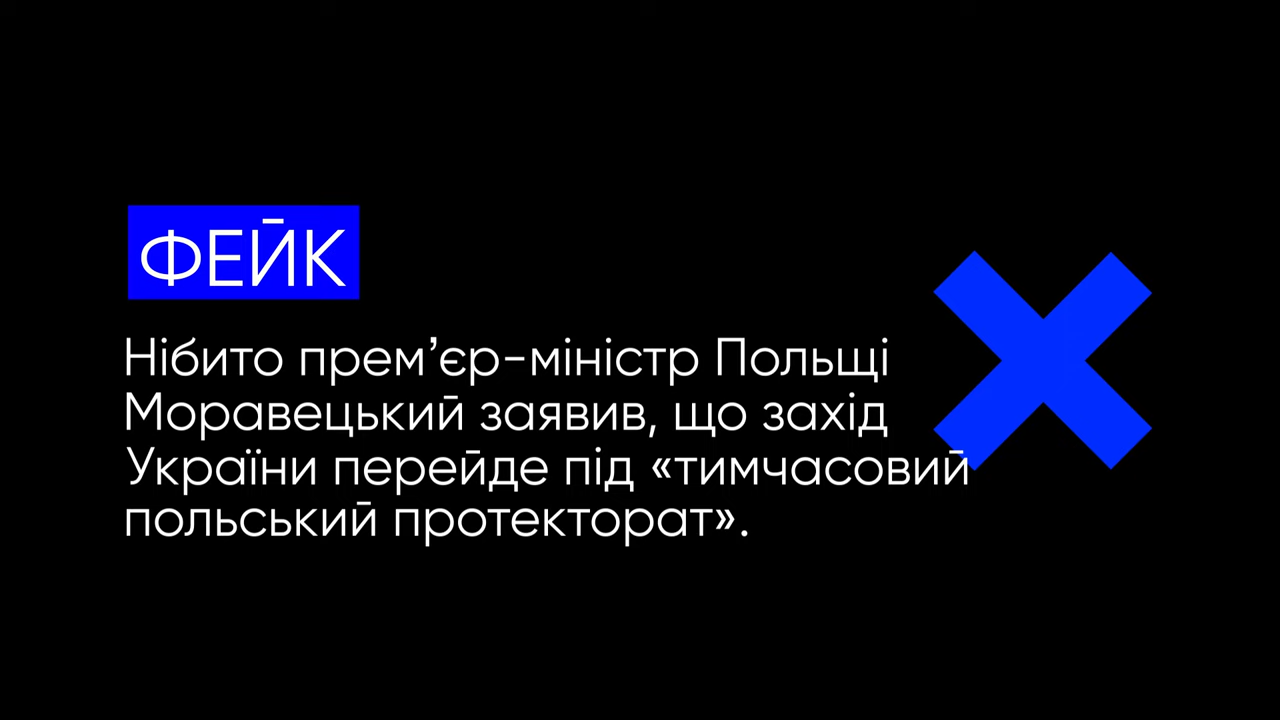 ФЕЙК
Нібито прем’єр-міністр Польщі
Моравецький заявив, що захід
України перейде під «тимчасовий
польський протекторат».